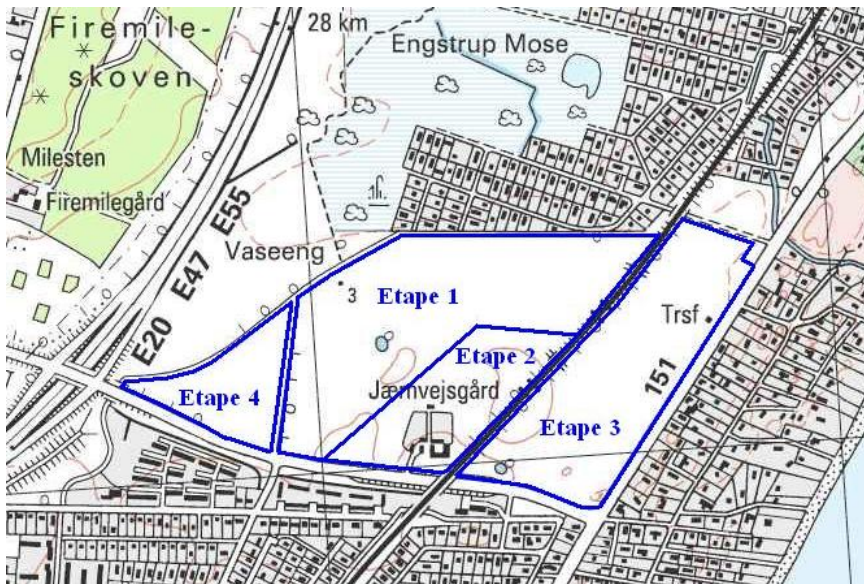 Firemile-
skoven
28 km
Engstrup Mose
Milesten
Firemilegård
E55
E47
E20
Vaseeng
3
Etape 1
Trsf
Etape 2
Etape 4
Jærnvejsgård
151
Etape 3